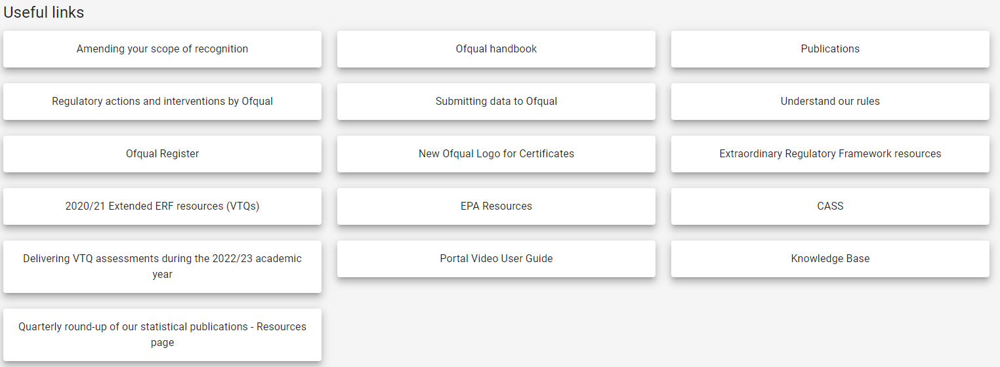 Useful links
Amending your scope of recognition
Ofqual handbook
Publications
Regulatory actions and interventions by Ofqual
Submitting data to Ofqual
Understand our rules
Ofqual Register
New Ofqual Logo for Certificates
Extraordinary Regulatory Framework resources
2020/21 Extended ERF resources (VTQs)
EPA Resources
CASS
Delivering VTQ assessments during the 2022/23 academic
year
Portal Video User Guide
Knowledge Base
Quarterly round-up of our statistical publications - Resources
page